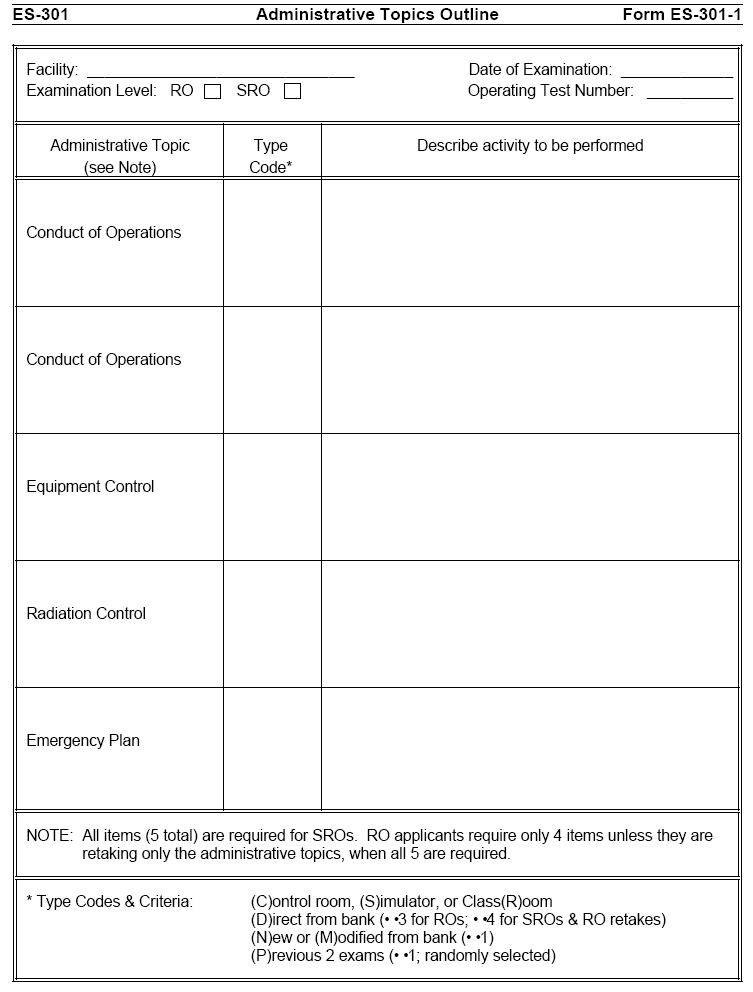 ES-301 Administrative Topics Outline Form ES-301-1
Facility: _______________________________ Date of Examination: _____________
Examination Level: RO □ SRO □ Operating Test Number: __________
Administrative Topic (see Note) Type Code* Describe activity to be performed
Conduct of Operations
Conduct of Operations
Equipment Control
Radiation Control
Emergency Plan
NOTE: All items (5 total) are required for SROs. RO applicants require only 4 items unless they are
retaking only the administrative topics, when all 5 are required.
* Type Codes & Criteria: (C)ontrol room, (S)imulator, or Class(R)oom
(D)irect from bank (• •3 for ROs; • •4 for SROs & RO retakes)
(N)ew or (M)odified from bank (• •1)
(P)revious 2 exams (• •1; randomly selected)